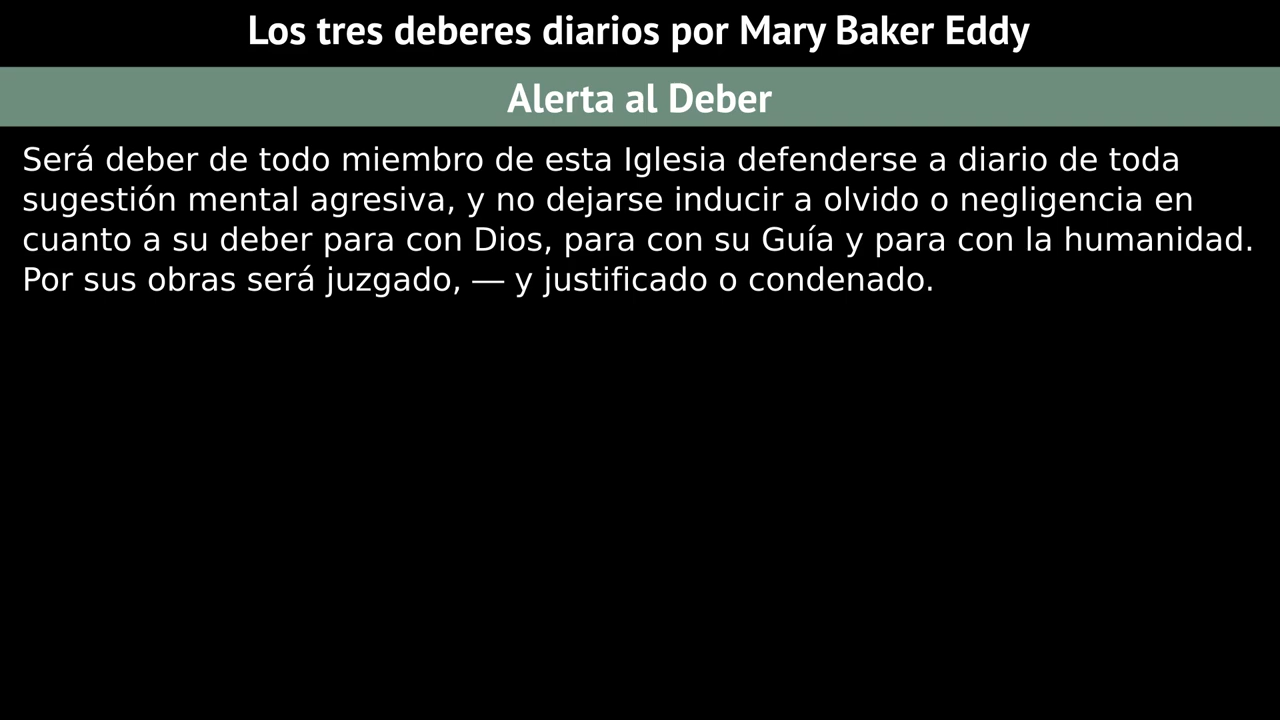 Los tres deberes diarios por Mary Baker Eddy
Alerta al Deber
Será deber de todo miembro de esta Iglesia defenderse a diario de toda
sugestión mental agresiva, y no dejarse inducir a olvido o negligencia en
cuanto a su deber para con Dios, para con su Guía y para con la humanidad.
Por sus obras será juzgado, — y justificado o condenado.